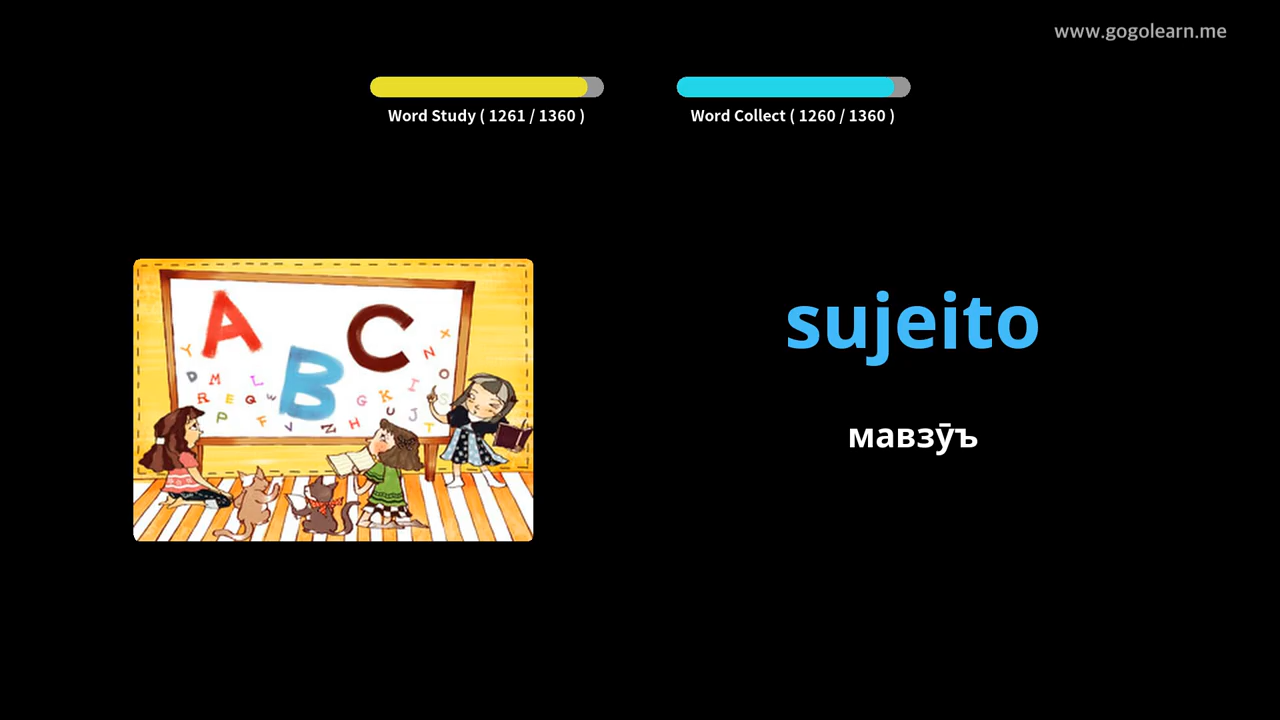 www.gogolearn.me
Word Study ( 1261 / 1360 )
Word Collect ( 1260 / 1360 )
sujeito
мавзӯъ
A
B
C
X
Y
N
D
M
L
O
I
R
E
Q
W
G
K
S
P
F
V
Z
H
U
J
T